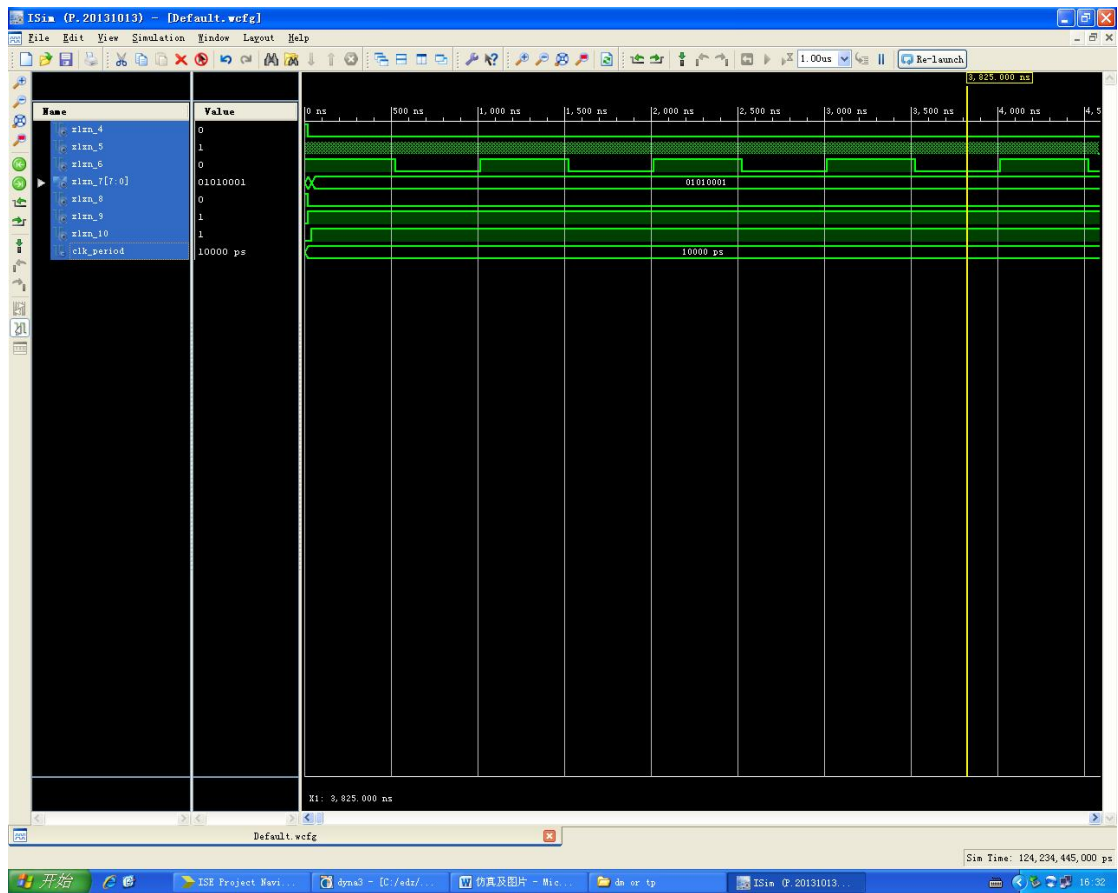 ISim (P.20131013) - [Default.wcfg]
File Edit View Simulation Window Layout Help
1.00us Re-launch
3,825.000 ns
Name Value
0 ns 500 ns 1,000 ns 1,500 ns 2,000 ns 2,500 ns 3,000 ns 3,500 ns 4,000 ns 4,5
xlxn_4 0
xlxn_5 1
xlxn_6 0
xlxn_7[7:0] 01010001 01010001
xlxn_8 0
xlxn_9 1
xlxn_10 1
clk_period 10000 ps 10000 ps
X1: 3,825.000 ns
Default.wcfg
Sim Time: 124,234,445,000 ps
开始 ISE Project Navi... dyna3 - [C:/edz/... 仿真及图片 - Mic... dm or tp ISim (P.20131013... 16:32